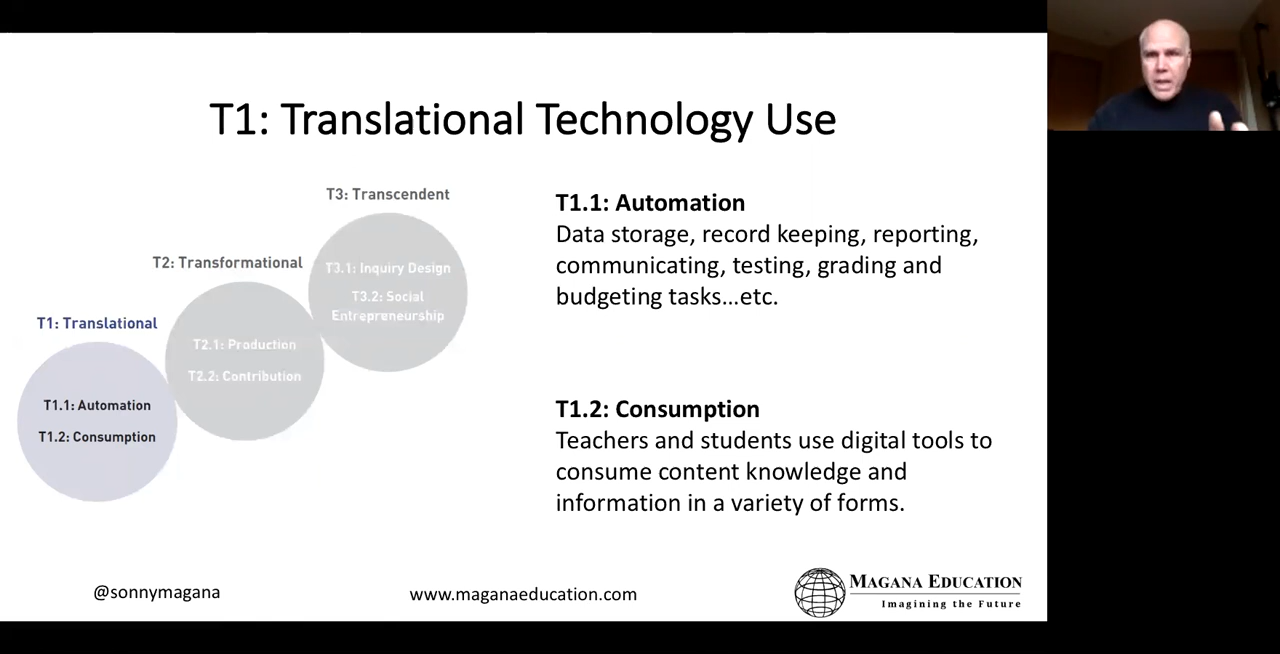 T1: Translational Technology Use
T3: Transcendent
T3.1: Inquiry Design
T3.2: Social
Entrepreneurship
T2: Transformational
T2.1: Production
T2.2: Contribution
T1: Translational
T1.1: Automation
T1.2: Consumption
T1.1: Automation
Data storage, record keeping, reporting,
communicating, testing, grading and
budgeting tasks...etc.
T1.2: Consumption
Teachers and students use digital tools to
consume content knowledge and
information in a variety of forms.
@sonnymagana
www.maganaeducation.com
MAGANA EDUCATION
Imagining the Future